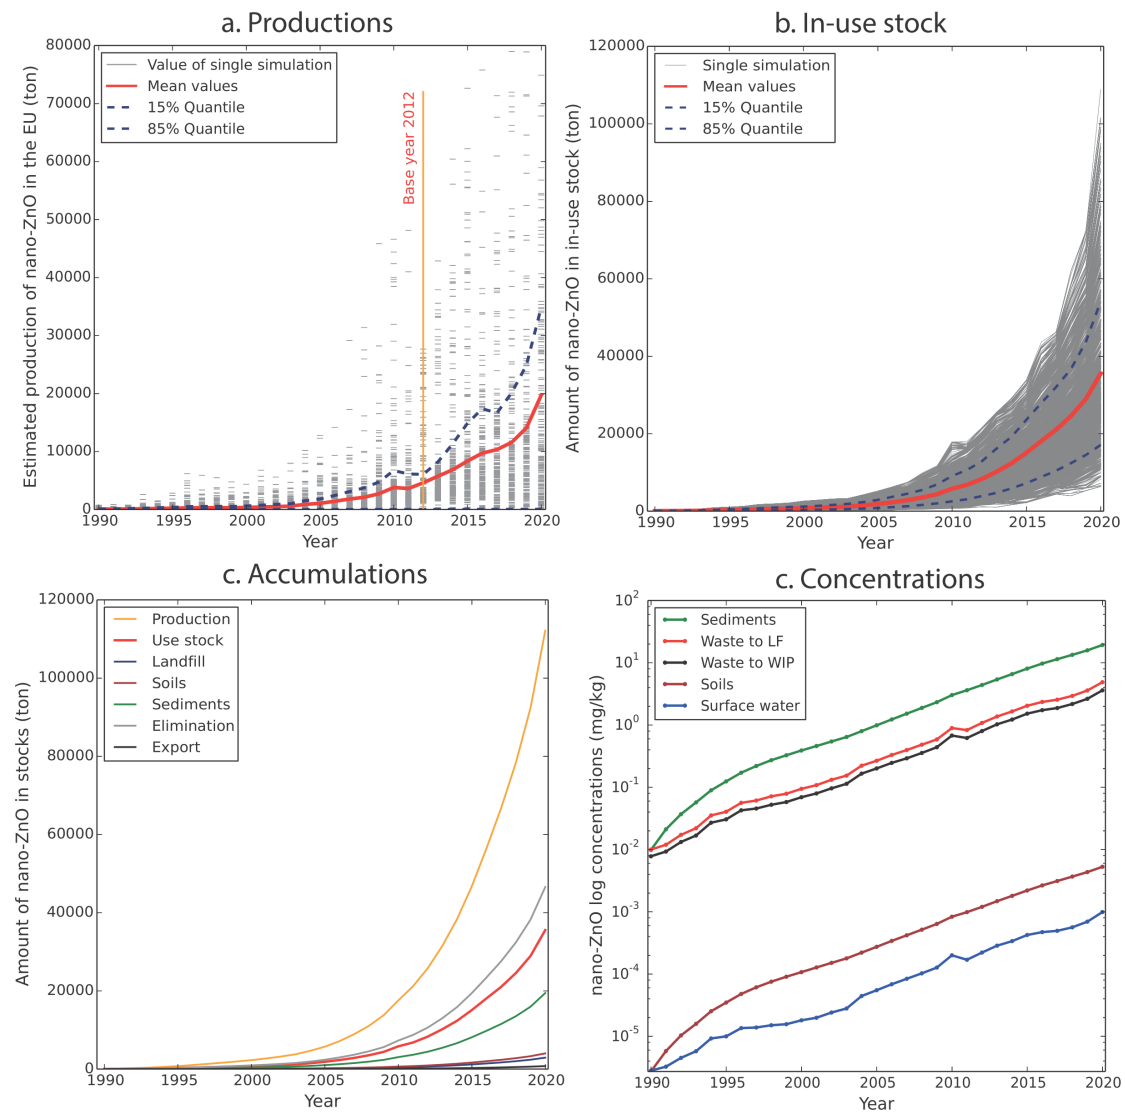 a. Productions
Estimated production of nano-ZnO in the EU (ton)
80000
70000
60000
50000
40000
30000
20000
10000
0
Value of single simulation
Mean values
15% Quantile
85% Quantile
Base year 2012
1990 1995 2000 2005 2010 2015 2020
Year
b. In-use stock
Amount of nano-ZnO in in-use stock (ton)
120000
100000
80000
60000
40000
20000
0
Single simulation
Mean values
15% Quantile
85% Quantile
1990 1995 2000 2005 2010 2015 2020
Year
c. Accumulations
Amount of nano-ZnO in stocks (ton)
120000
100000
80000
60000
40000
20000
0
Production
Use stock
Landfill
Soils
Sediments
Elimination
Export
1990 1995 2000 2005 2010 2015 2020
Year
c. Concentrations
nano-ZnO log concentrations (mg/kg)
10^2
10^1
10^0
10^-1
10^-2
10^-3
10^-4
10^-5
Sediments
Waste to LF
Waste to WIP
Soils
Surface water
1990 1995 2000 2005 2010 2015 2020
Year